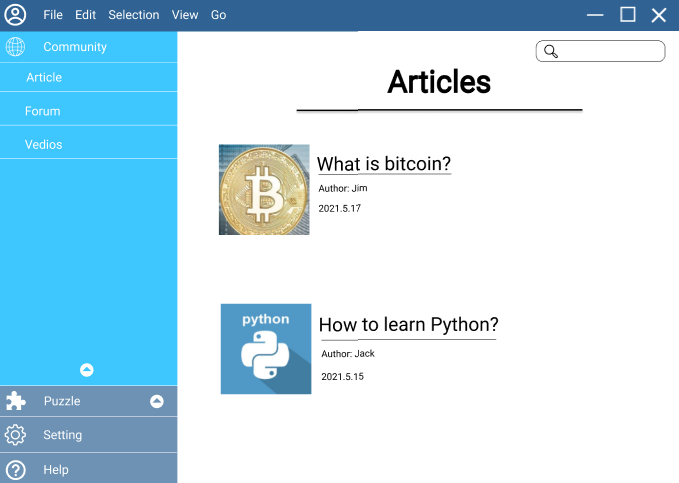 File Edit Selection View Go
Community
Article
Forum
Vedios
Puzzle
Setting
Help
Articles
What is bitcoin?
Author: Jim
2021.5.17
python
How to learn Python?
Author: Jack
2021.5.15